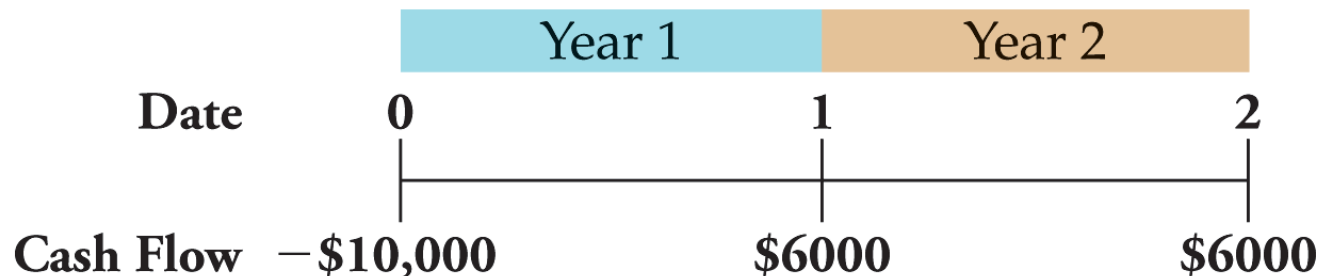 Year 1 Year 2
Date 0 1 2
Cash Flow −$10,000 $6000 $6000